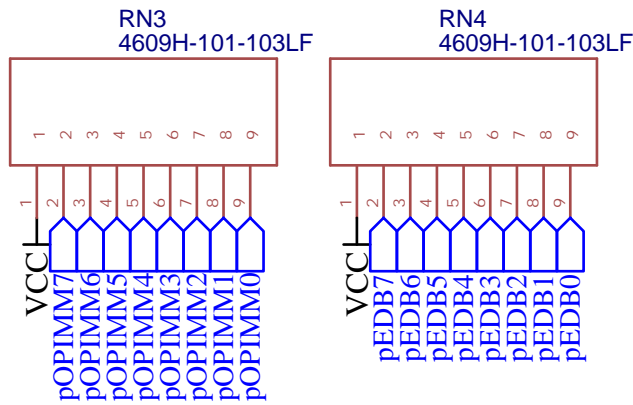 RN3
4609H-101-103LF
1 2 3 4 5 6 7 8 9
1 2 3 4 5 6 7 8 9
VCC
pOPIMM7
pOPIMM6
pOPIMM5
pOPIMM4
pOPIMM3
pOPIMM2
pOPIMM1
pOPIMM0
RN4
4609H-101-103LF
1 2 3 4 5 6 7 8 9
1 2 3 4 5 6 7 8 9
VCC
pEDB7
pEDB6
pEDB5
pEDB4
pEDB3
pEDB2
pEDB1
pEDB0